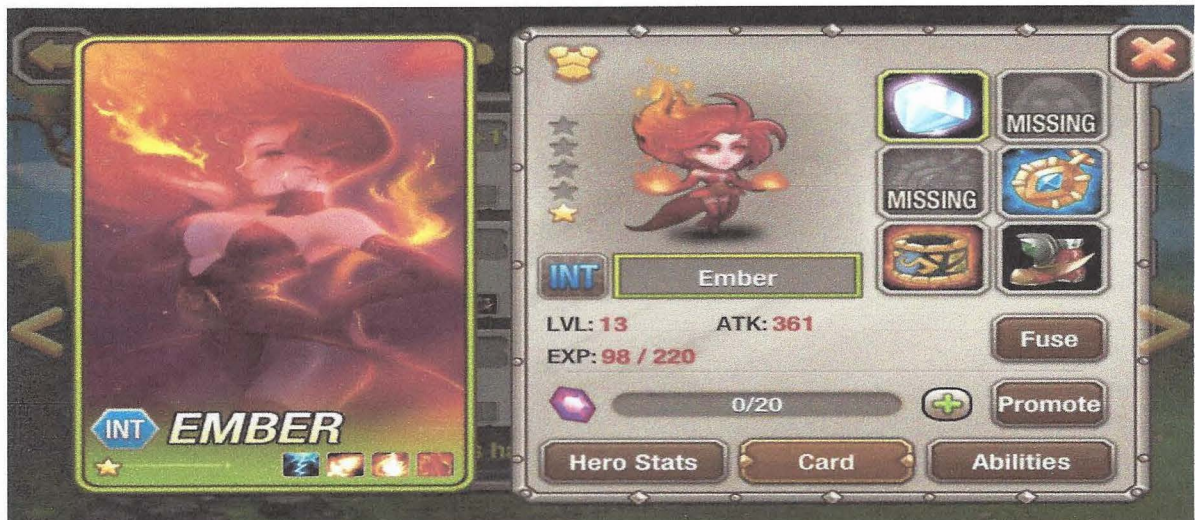 INT EMBER
MISSING
MISSING
INT Ember
LVL: 13 ATK: 361
EXP: 98 / 220
Fuse
0/20
Promote
Hero Stats
Card
Abilities